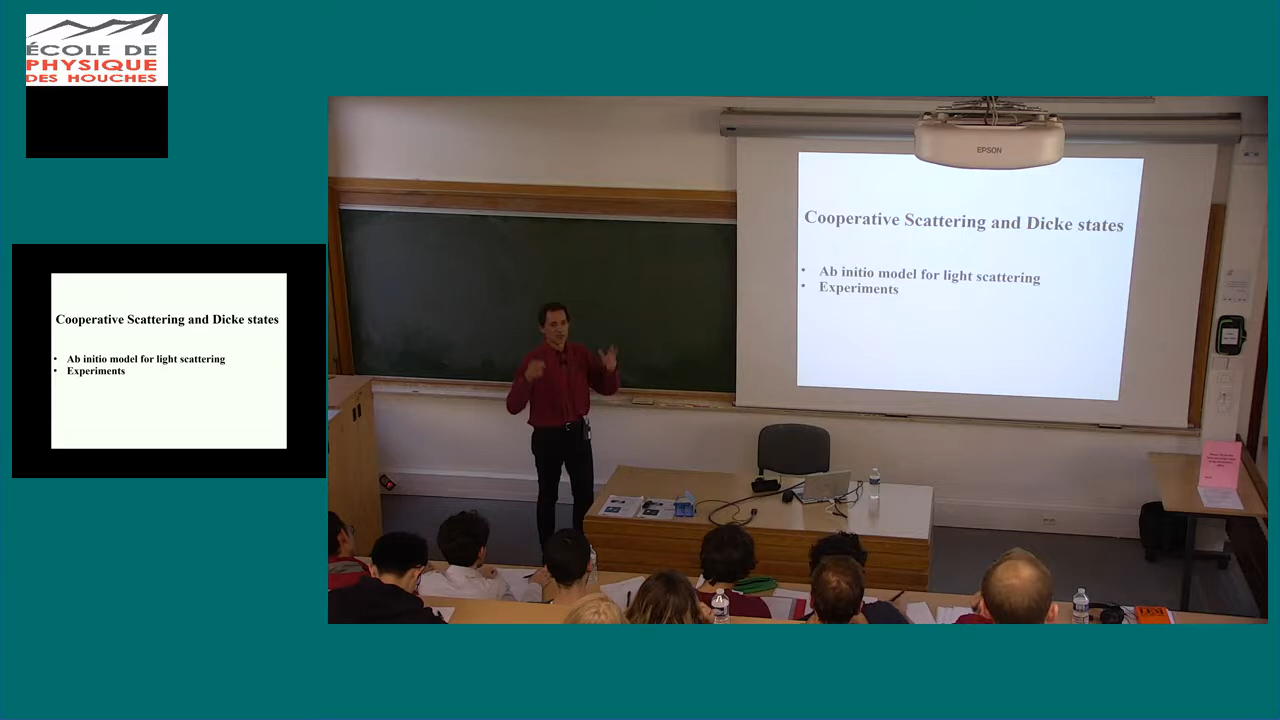 ÉCOLE DE
PHYSIQUE
DES HOUCHES
Cooperative Scattering and Dicke states
• Ab initio model for light scattering
• Experiments
EPSON
Cooperative Scattering and Dicke states
• Ab initio model for light scattering
• Experiments